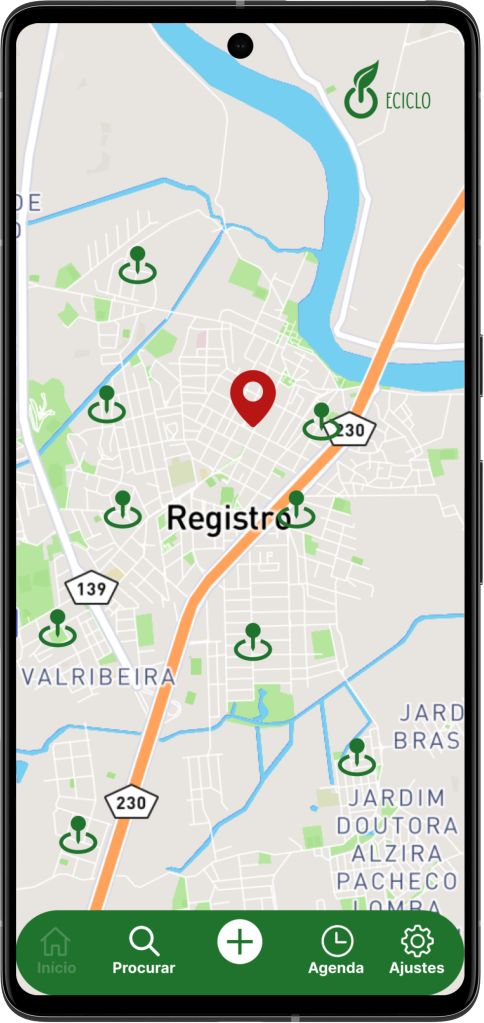 ECICLO
DE
230
Registro
139
VALRIBEIRA
JARD
BRAS
230
JARDIM
DOUTORA
ALZIRA
PACHECO
LOMBA
Início
Procurar
Agenda
Ajustes